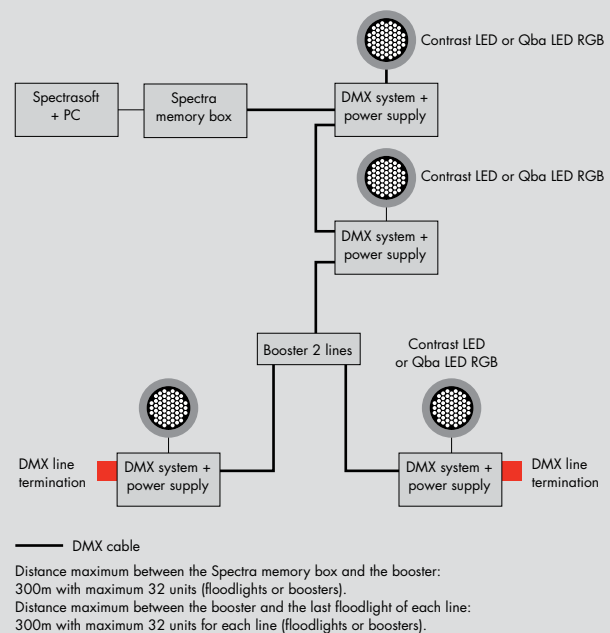 Contrast LED or Qba LED RGB
Spectrasoft
+ PC
Spectra
memory box
DMX system +
power supply
Contrast LED or Qba LED RGB
DMX system +
power supply
Booster 2 lines
Contrast LED
or Qba LED RGB
DMX line
termination
DMX system +
power supply
DMX system +
power supply
DMX line
termination
DMX cable
Distance maximum between the Spectra memory box and the booster:
300m with maximum 32 units (floodlights or boosters).
Distance maximum between the booster and the last floodlight of each line:
300m with maximum 32 units for each line (floodlights or boosters).